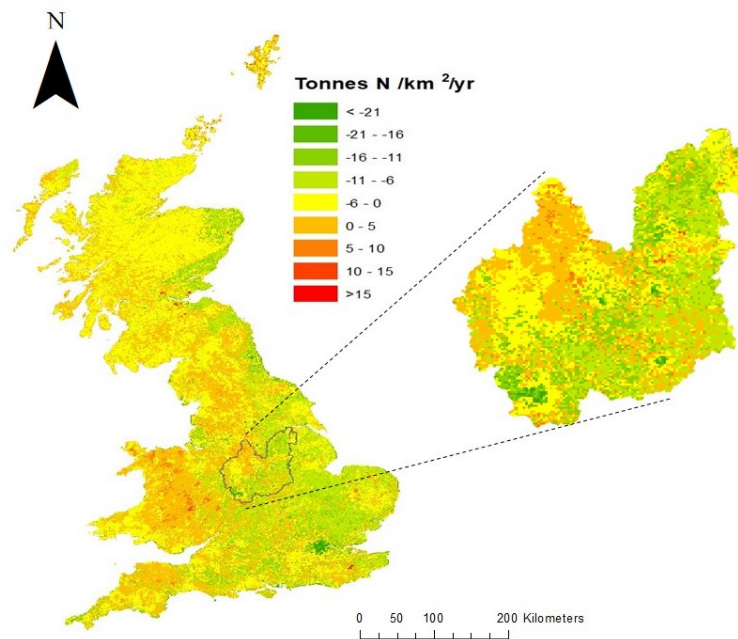 N
Tonnes N /km ²/yr
< -21
-21 - -16
-16 - -11
-11 - -6
-6 - 0
0 - 5
5 - 10
10 - 15
>15
0 50 100 200 Kilometers